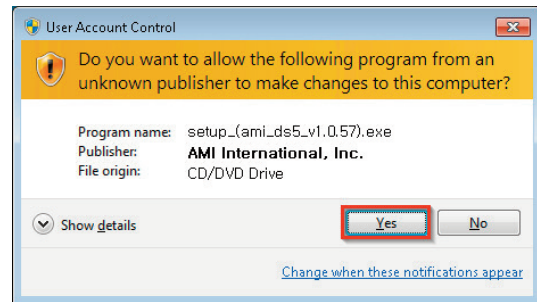 User Account Control
Do you want to allow the following program from an
unknown publisher to make changes to this computer?
Program name: setup_(ami_ds5_v1.0.57).exe
Publisher: AMI International, Inc.
File origin: CD/DVD Drive
Show details
Yes
No
Change when these notifications appear